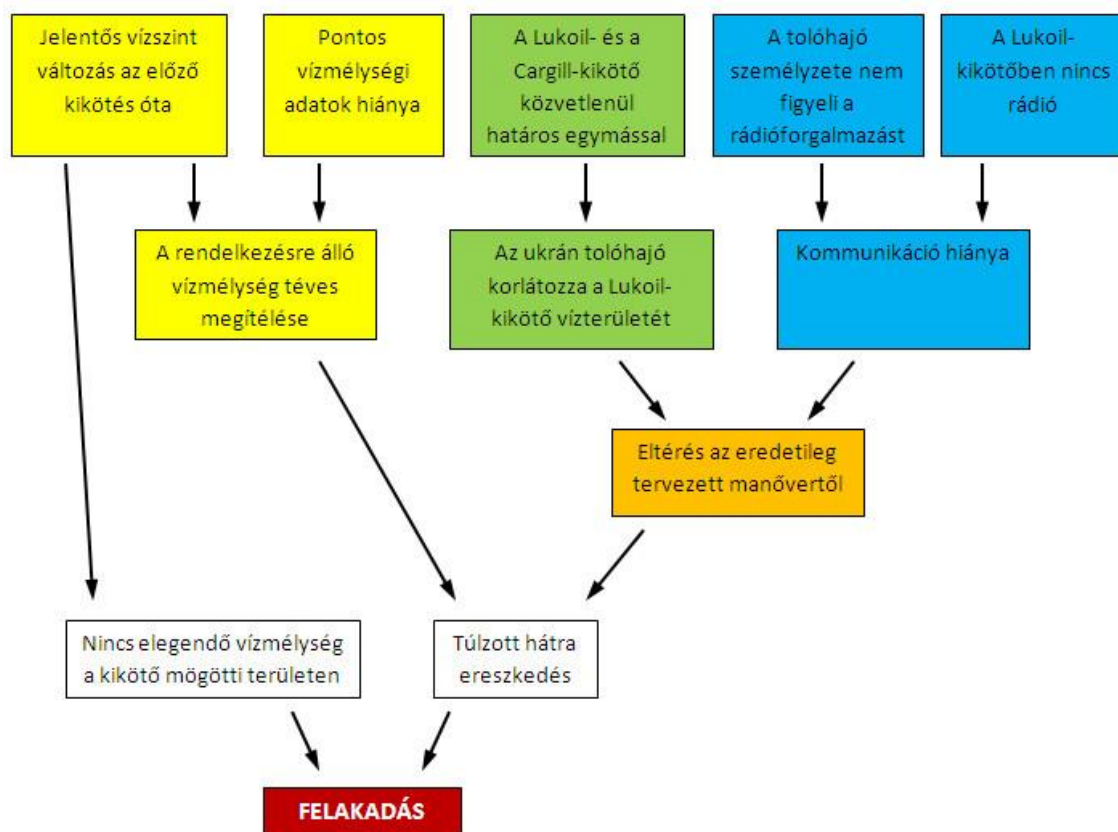 Jelentős vízszint
változás az előző
kikötés óta
Pontos
vízmélységi
adatok hiánya
A Lukoil- és a
Cargill-kikötő
közvetlenül
határos egymással
A tolóhajó
személyzete nem
figyeli a
rádióforgalmazást
A Lukoil-
kikötőben nincs
rádió
A rendelkezésre álló
vízmélység téves
megítélése
Az ukrán tolóhajó
korlátozza a Lukoil-
kikötő vízterületét
Kommunikáció hiánya
Eltérés az eredetileg
tervezett manővertől
Nincs elegendő vízmélység
a kikötő mögötti területen
Túlzott hátra
ereszkedés
FELAKADÁS